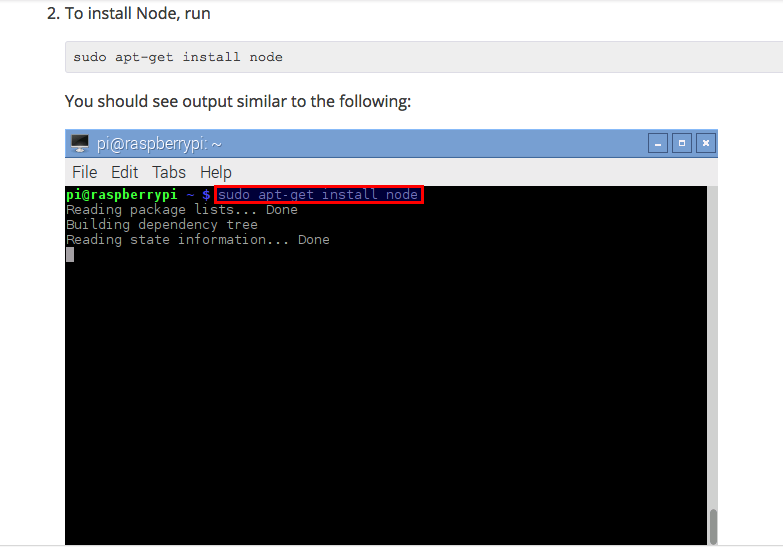 2. To install Node, run
sudo apt-get install node
You should see output similar to the following:
pi@raspberrypi: ~
File Edit Tabs Help
pi@raspberrypi ~ $ sudo apt-get install node
Reading package lists... Done
Building dependency tree
Reading state information... Done